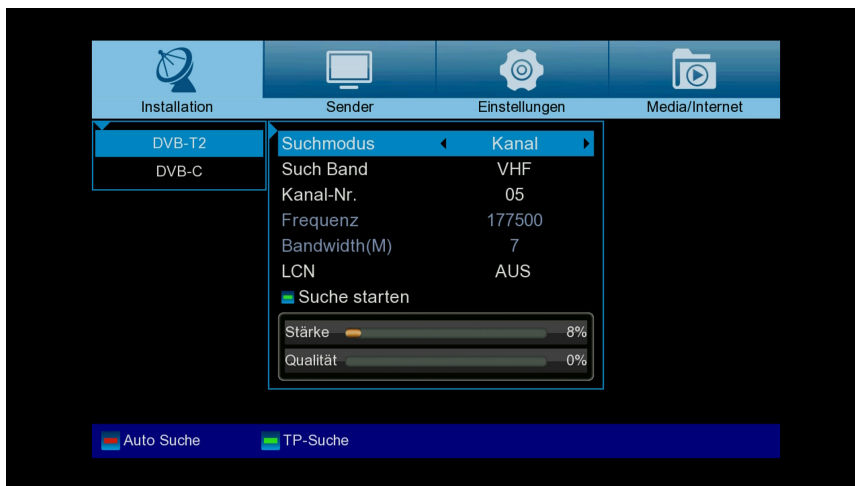 Installation Sender Einstellungen Media/Internet
DVB-T2
DVB-C
Suchmodus Kanal
Such Band VHF
Kanal-Nr. 05
Frequenz 177500
Bandwidth(M) 7
LCN AUS
Suche starten
Stärke 8%
Qualität 0%
Auto Suche TP-Suche